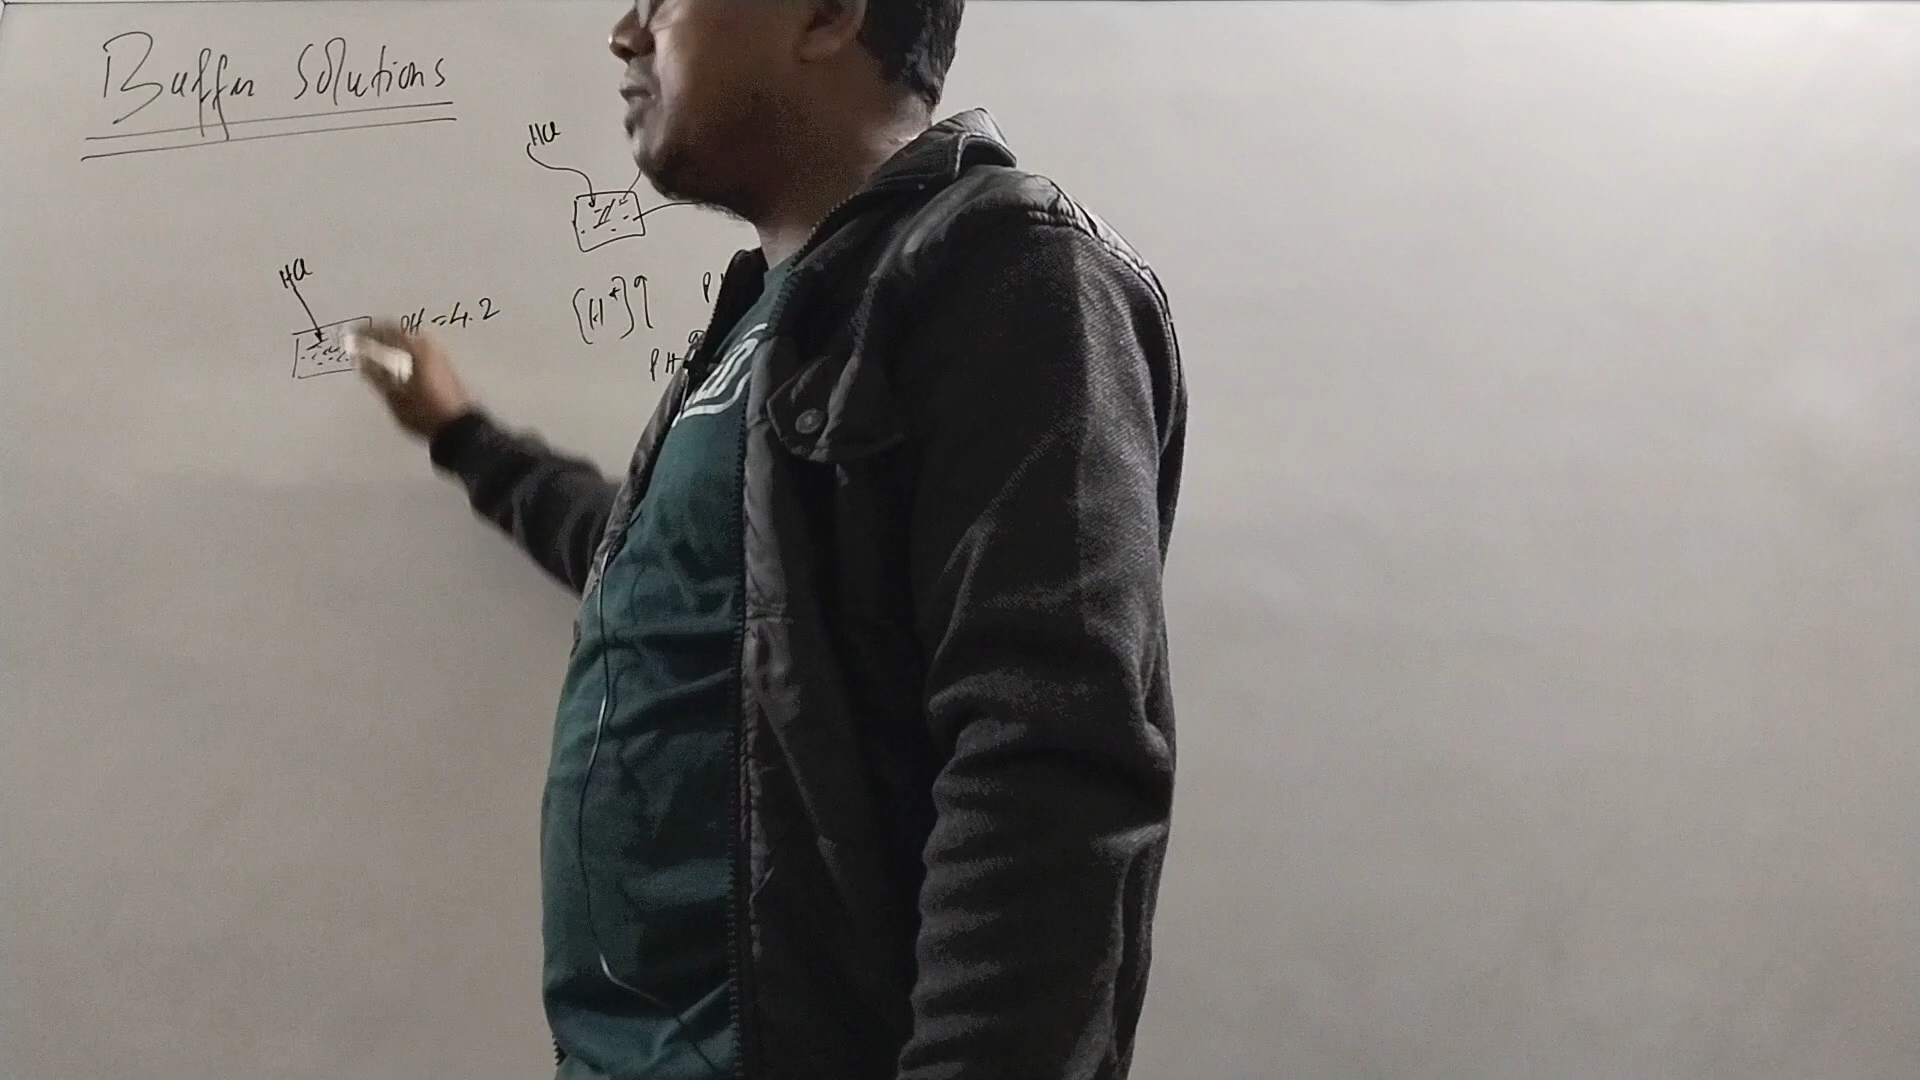 Buffer Solutions
HCl
HCl
PH = 4.2
[H⁺]↑
P
PH